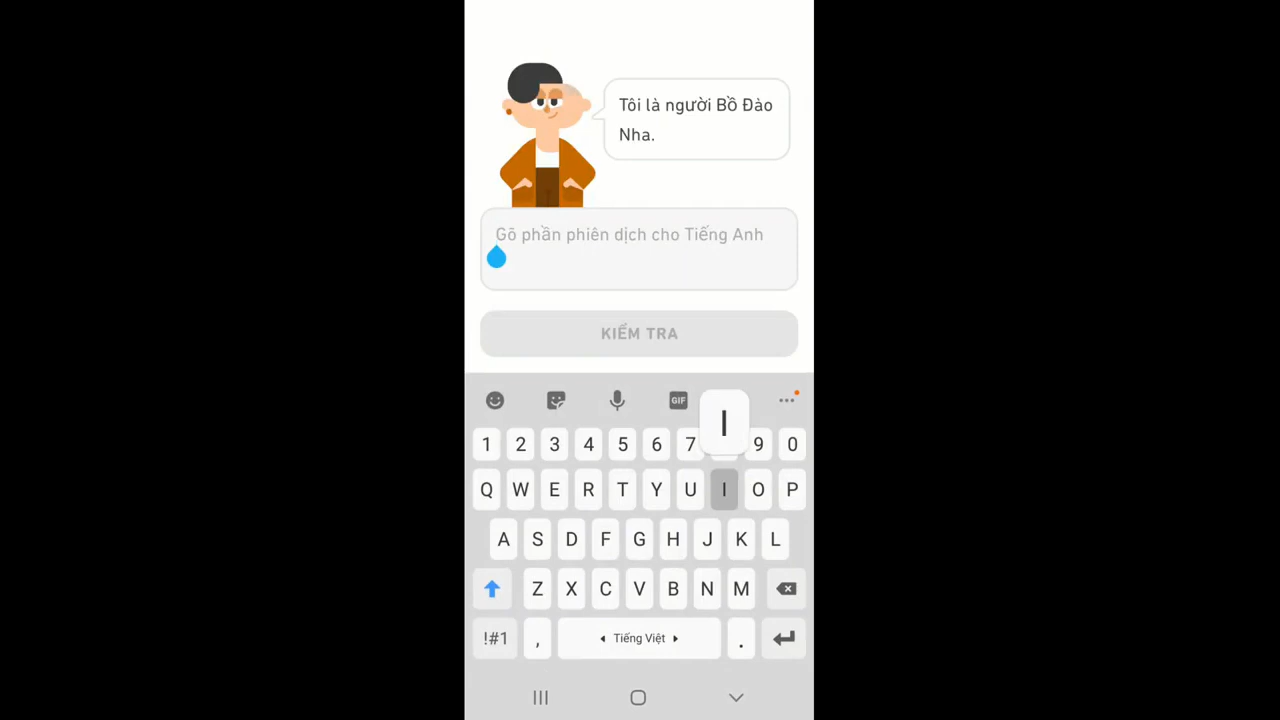 Tôi là người Bồ Đào
Nha.
Gõ phần phiên dịch cho Tiếng Anh
KIỂM TRA
GIF
I
1 2 3 4 5 6 7 9 0
Q W E R T Y U I O P
A S D F G H J K L
Z X C V B N M
!#1 , Tiếng Việt .